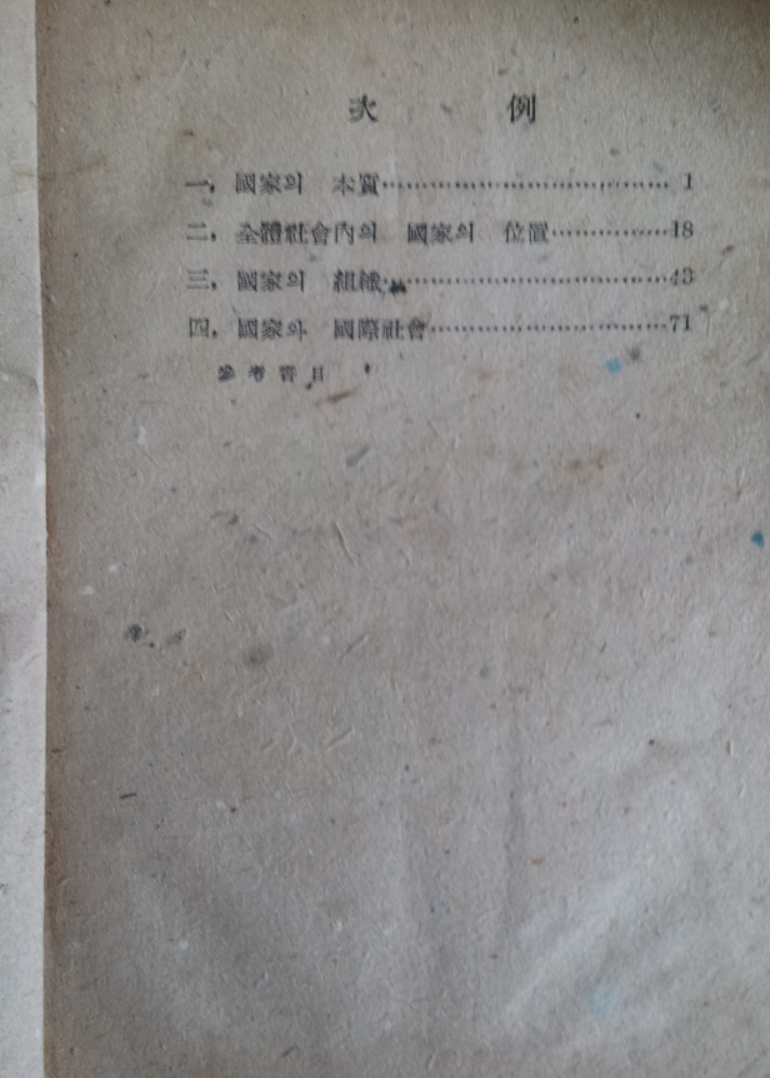 次 例
一, 國家의 本質 1
二, 全體社會內의 國家의 位置 18
三, 國家의 組織 43
四, 國家와 國際社會 71
參考書目